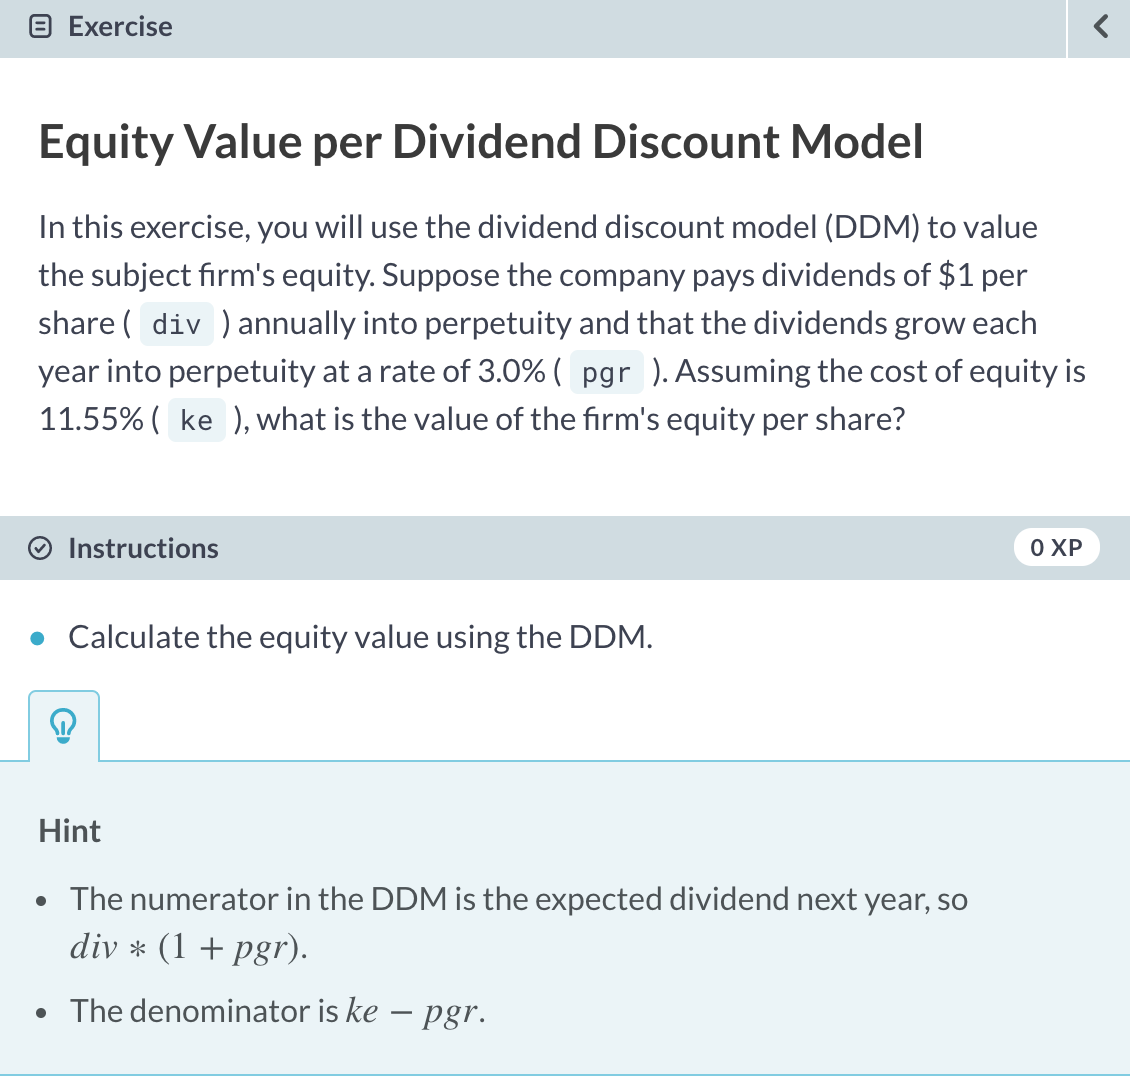 Exercise
Equity Value per Dividend Discount Model
In this exercise, you will use the dividend discount model (DDM) to value
the subject firm's equity. Suppose the company pays dividends of $1 per
share ( div ) annually into perpetuity and that the dividends grow each
year into perpetuity at a rate of 3.0% ( pgr ). Assuming the cost of equity is
11.55% ( ke ), what is the value of the firm's equity per share?
Instructions
0 XP
• Calculate the equity value using the DDM.
Hint
• The numerator in the DDM is the expected dividend next year, so
div ∗ (1 + pgr).
• The denominator is ke − pgr.